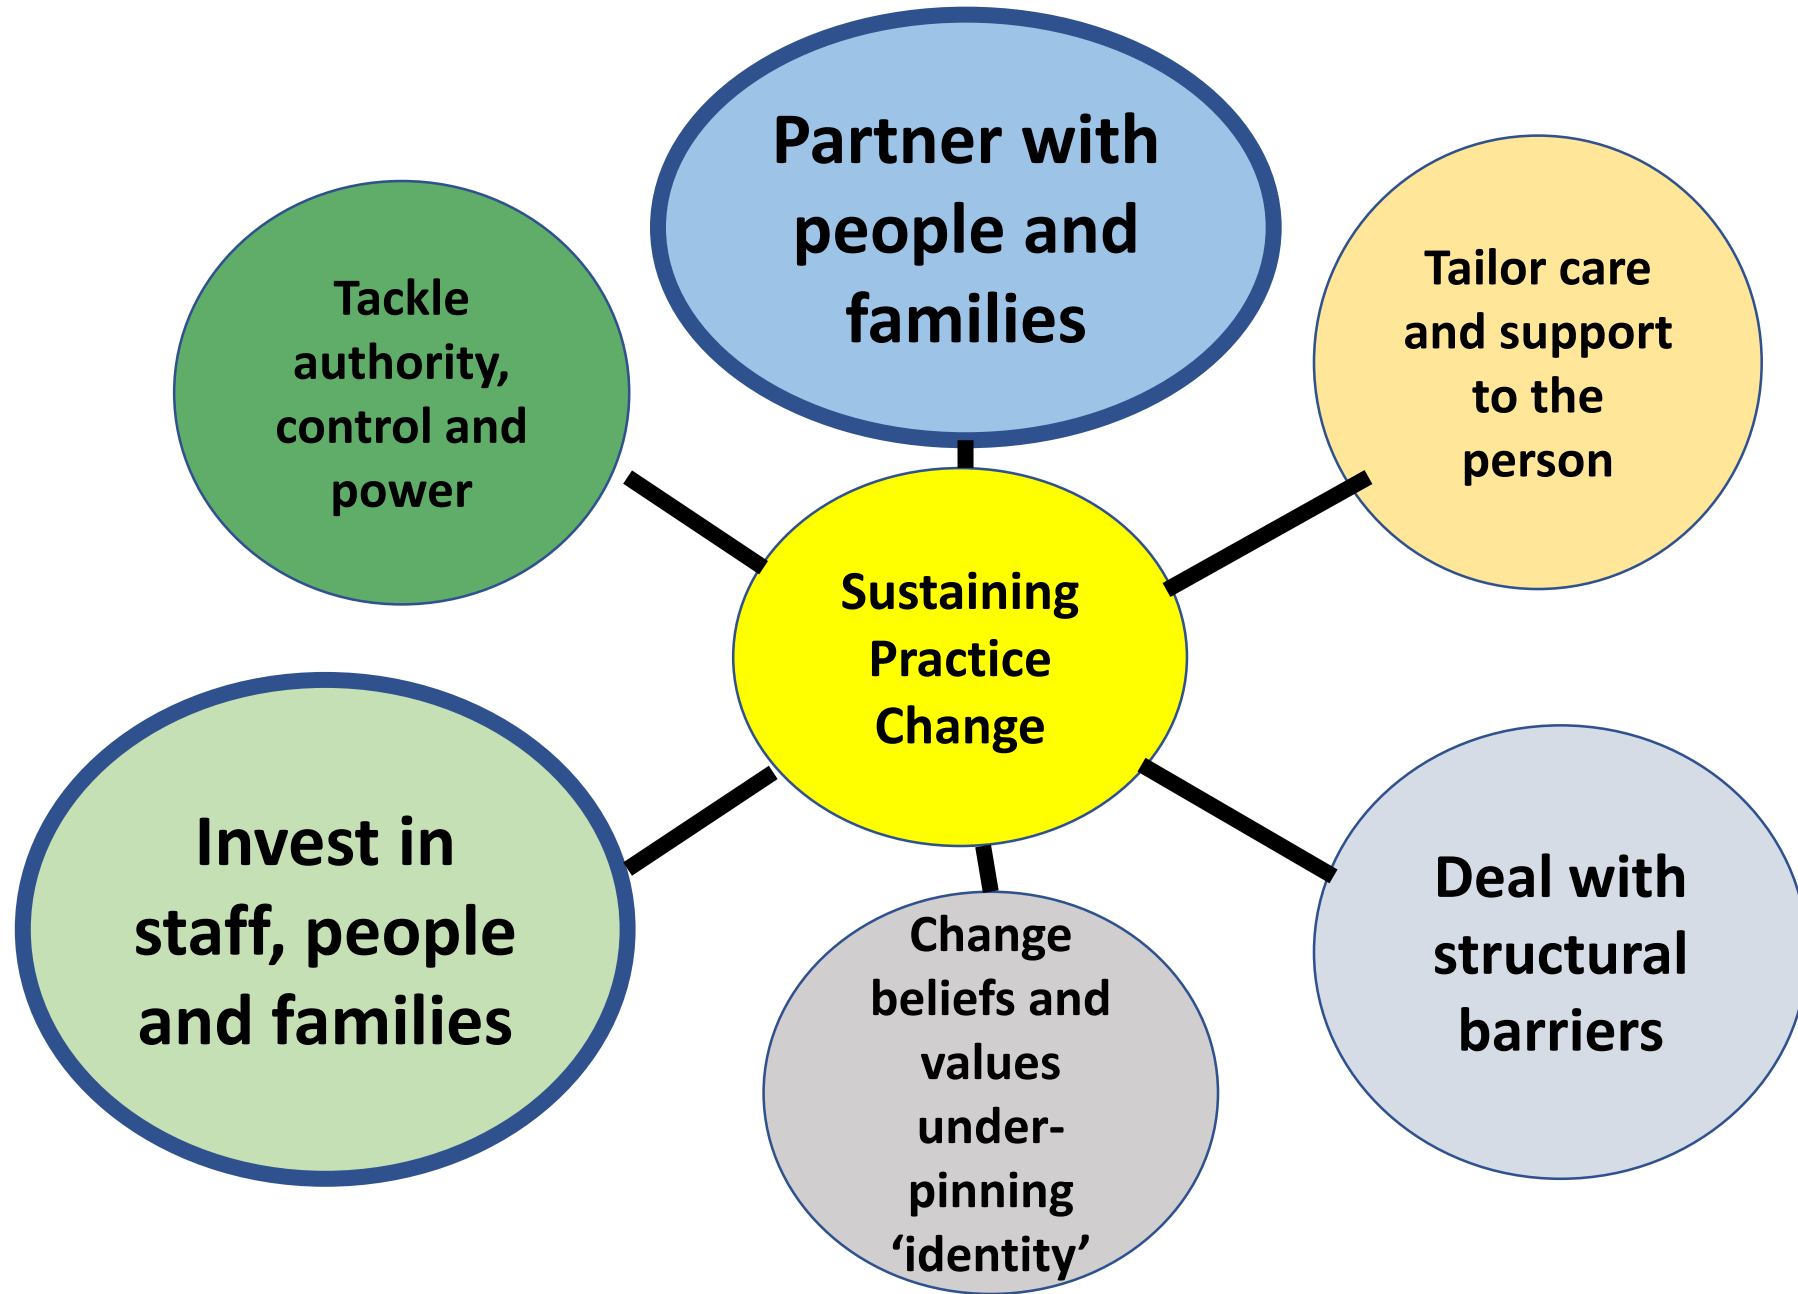 Partner with
people and
families
Tackle
authority,
control and
power
Tailor care
and support
to the
person
Sustaining
Practice
Change
Invest in
staff, people
and families
Deal with
structural
barriers
Change
beliefs and
values
under-
pinning
‘identity’